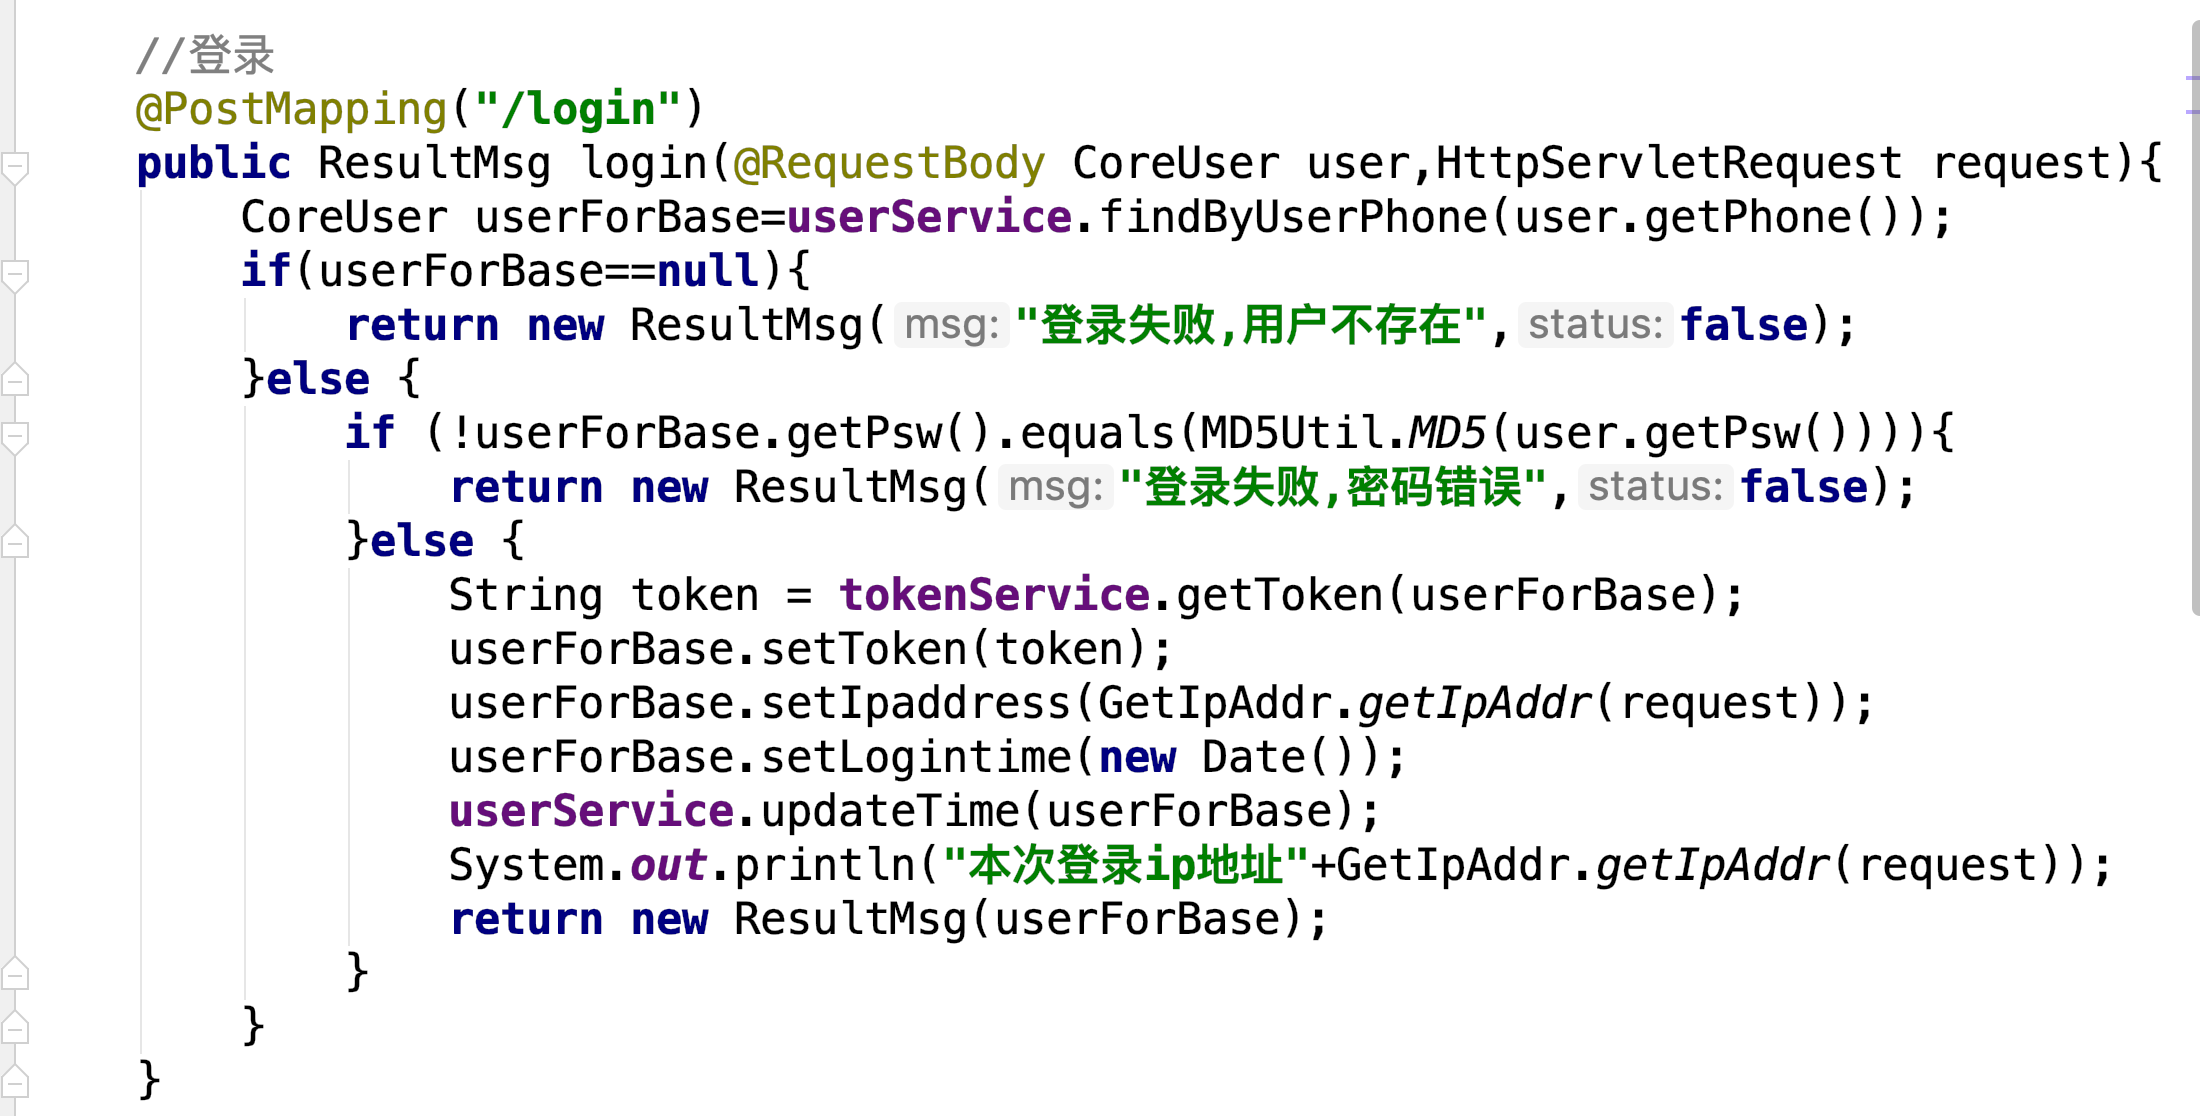 //登录
@PostMapping("/login")
public ResultMsg login(@RequestBody CoreUser user,HttpServletRequest request){
CoreUser userForBase=userService.findByUserPhone(user.getPhone());
if(userForBase==null){
return new ResultMsg( msg: "登录失败,用户不存在", status: false);
}else {
if (!userForBase.getPsw().equals(MD5Util.MD5(user.getPsw()))){
return new ResultMsg( msg: "登录失败,密码错误", status: false);
}else {
String token = tokenService.getToken(userForBase);
userForBase.setToken(token);
userForBase.setIpaddress(GetIpAddr.getIpAddr(request));
userForBase.setLogintime(new Date());
userService.updateTime(userForBase);
System.out.println("本次登录ip地址"+GetIpAddr.getIpAddr(request));
return new ResultMsg(userForBase);
}
}
}